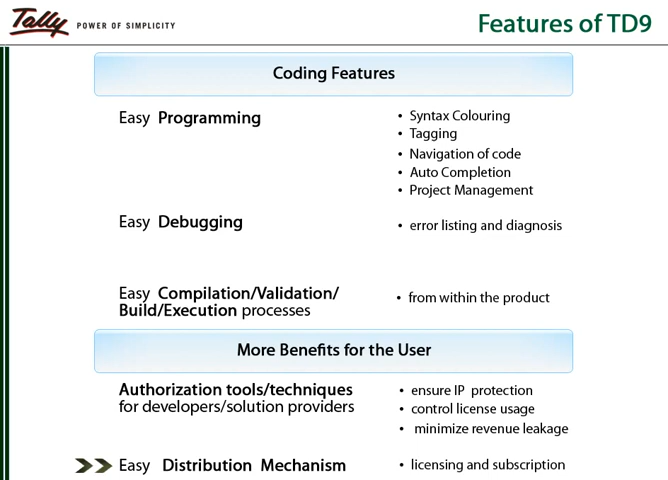 Tally POWER OF SIMPLICITY
Features of TD9
Coding Features
Easy Programming
• Syntax Colouring
• Tagging
• Navigation of code
• Auto Completion
• Project Management
Easy Debugging
• error listing and diagnosis
Easy Compilation/Validation/
Build/Execution processes
• from within the product
More Benefits for the User
Authorization tools/techniques
for developers/solution providers
• ensure IP protection
• control license usage
• minimize revenue leakage
Easy Distribution Mechanism
• licensing and subscription